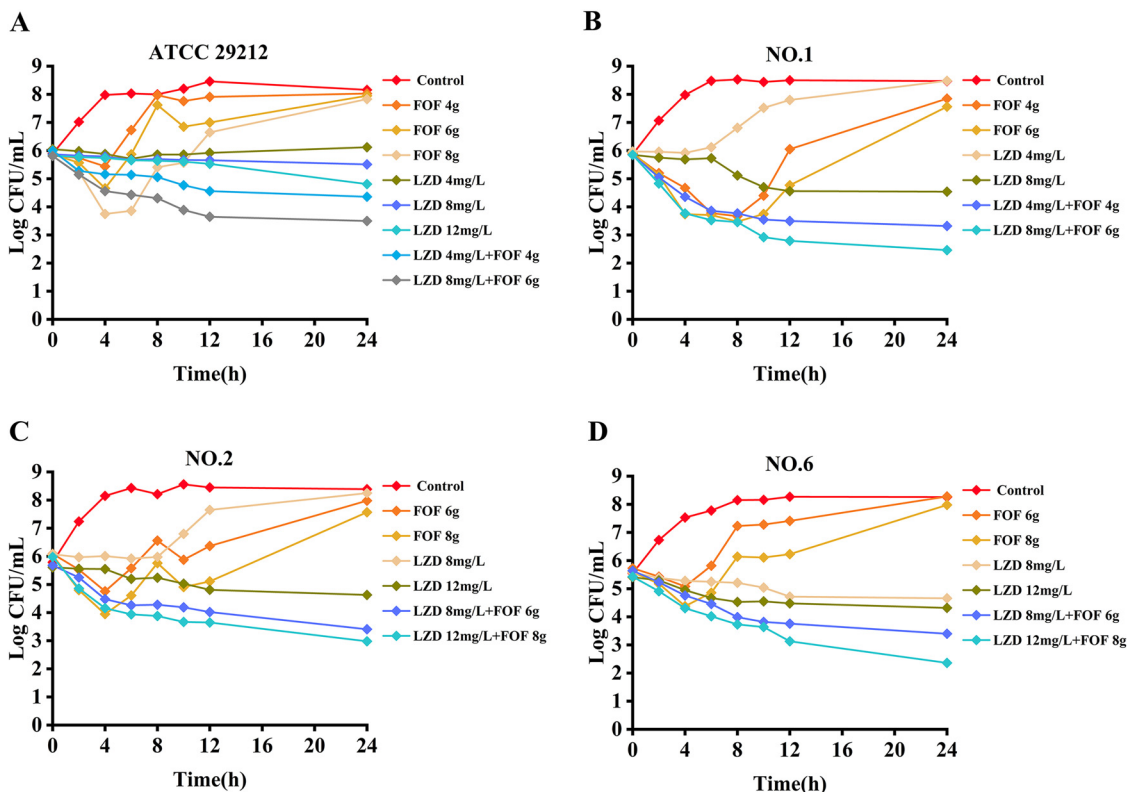 A
ATCC 29212
Log CFU/mL
9
8
7
6
5
4
3
2
1
0
0 4 8 12 16 20 24
Time(h)
Control
FOF 4g
FOF 6g
FOF 8g
LZD 4mg/L
LZD 8mg/L
LZD 12mg/L
LZD 4mg/L+FOF 4g
LZD 8mg/L+FOF 6g
B
NO.1
Log CFU/mL
9
8
7
6
5
4
3
2
1
0
0 4 8 12 16 20 24
Time(h)
Control
FOF 4g
FOF 6g
LZD 4mg/L
LZD 8mg/L
LZD 4mg/L+FOF 4g
LZD 8mg/L+FOF 6g
C
NO.2
Log CFU/mL
9
8
7
6
5
4
3
2
1
0
0 4 8 12 16 20 24
Time(h)
Control
FOF 6g
FOF 8g
LZD 8mg/L
LZD 12mg/L
LZD 8mg/L+FOF 6g
LZD 12mg/L+FOF 8g
D
NO.6
Log CFU/mL
9
8
7
6
5
4
3
2
1
0
0 4 8 12 16 20 24
Time(h)
Control
FOF 6g
FOF 8g
LZD 8mg/L
LZD 12mg/L
LZD 8mg/L+FOF 6g
LZD 12mg/L+FOF 8g